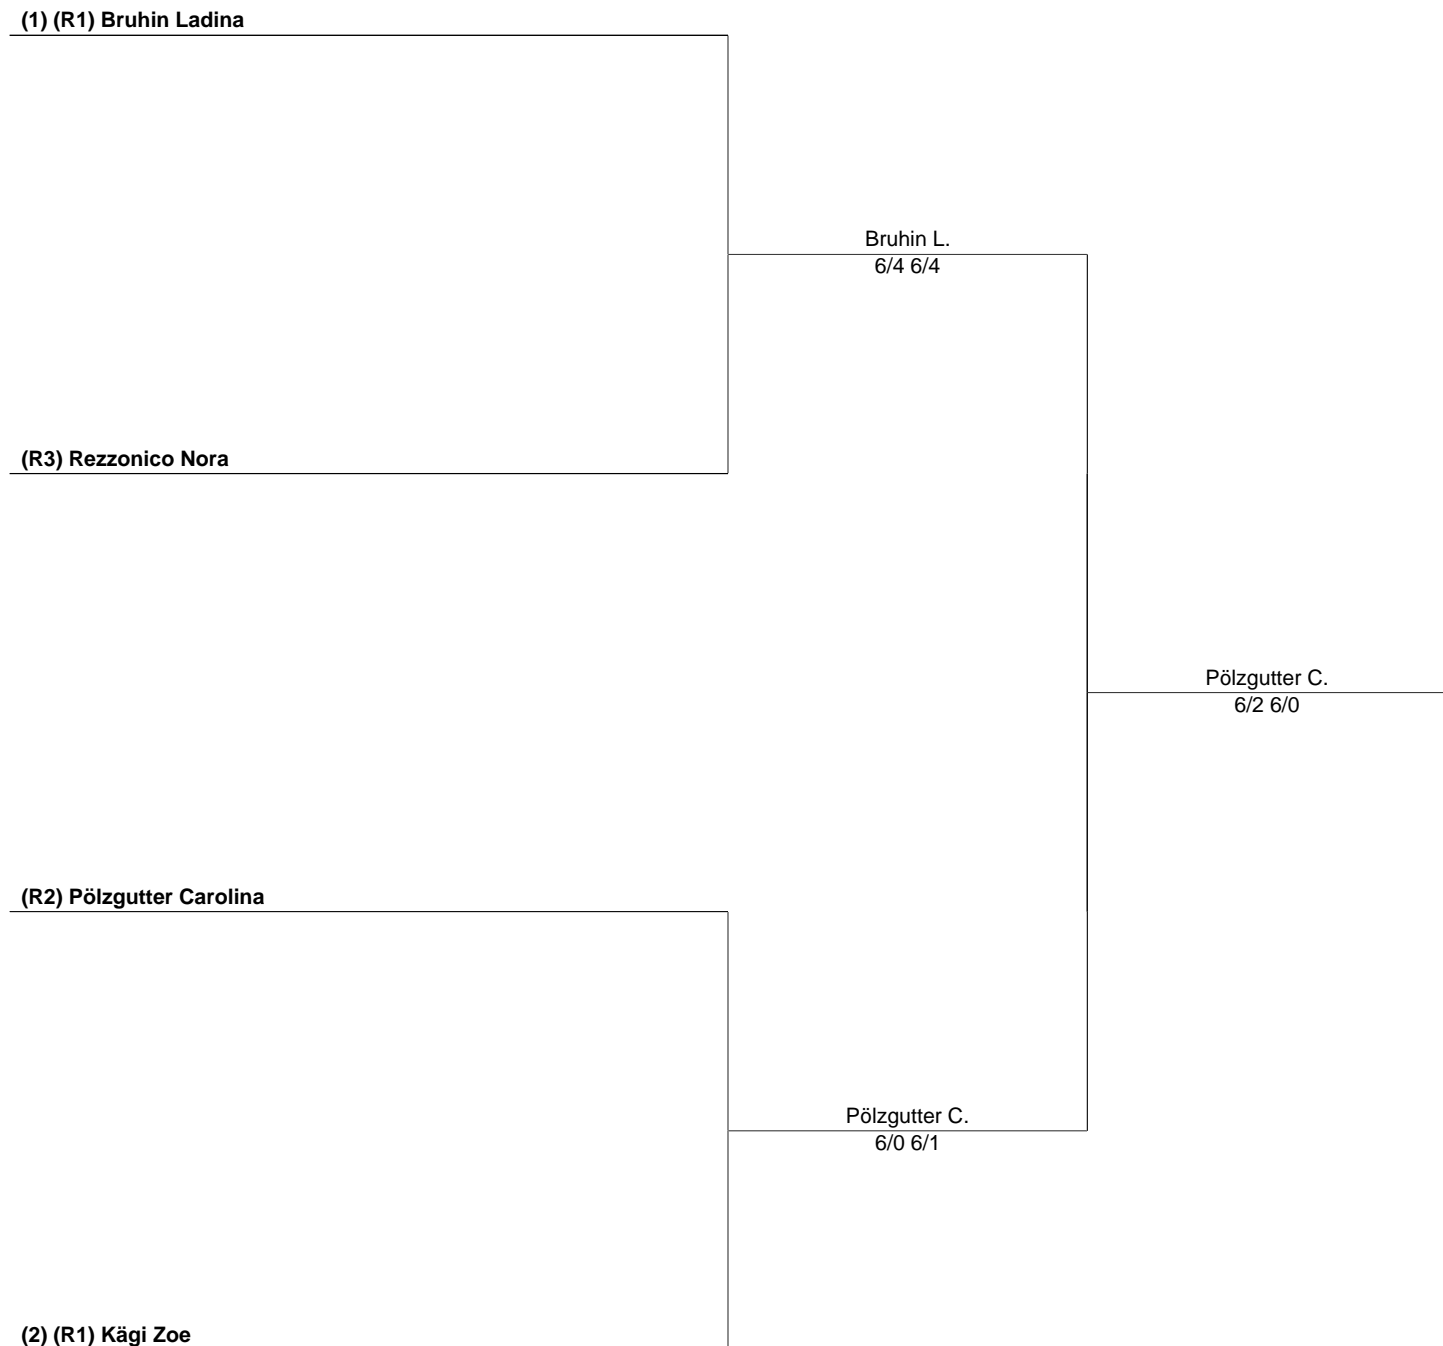 (1) (R1) Bruhin Ladina
Bruhin L.
6/4 6/4
(R3) Rezzonico Nora
Pölzgutter C.
6/2 6/0
(R2) Pölzgutter Carolina
Pölzgutter C.
6/0 6/1
(2) (R1) Kägi Zoe